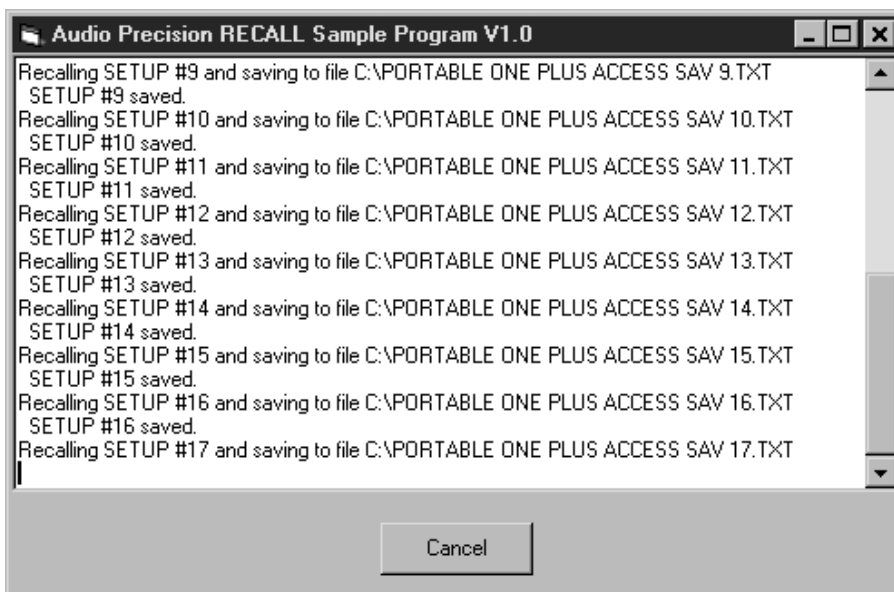 Audio Precision RECALL Sample Program V1.0
Recalling SETUP #9 and saving to file C:\PORTABLE ONE PLUS ACCESS SAV 9.TXT
SETUP #9 saved.
Recalling SETUP #10 and saving to file C:\PORTABLE ONE PLUS ACCESS SAV 10.TXT
SETUP #10 saved.
Recalling SETUP #11 and saving to file C:\PORTABLE ONE PLUS ACCESS SAV 11.TXT
SETUP #11 saved.
Recalling SETUP #12 and saving to file C:\PORTABLE ONE PLUS ACCESS SAV 12.TXT
SETUP #12 saved.
Recalling SETUP #13 and saving to file C:\PORTABLE ONE PLUS ACCESS SAV 13.TXT
SETUP #13 saved.
Recalling SETUP #14 and saving to file C:\PORTABLE ONE PLUS ACCESS SAV 14.TXT
SETUP #14 saved.
Recalling SETUP #15 and saving to file C:\PORTABLE ONE PLUS ACCESS SAV 15.TXT
SETUP #15 saved.
Recalling SETUP #16 and saving to file C:\PORTABLE ONE PLUS ACCESS SAV 16.TXT
SETUP #16 saved.
Recalling SETUP #17 and saving to file C:\PORTABLE ONE PLUS ACCESS SAV 17.TXT
Cancel